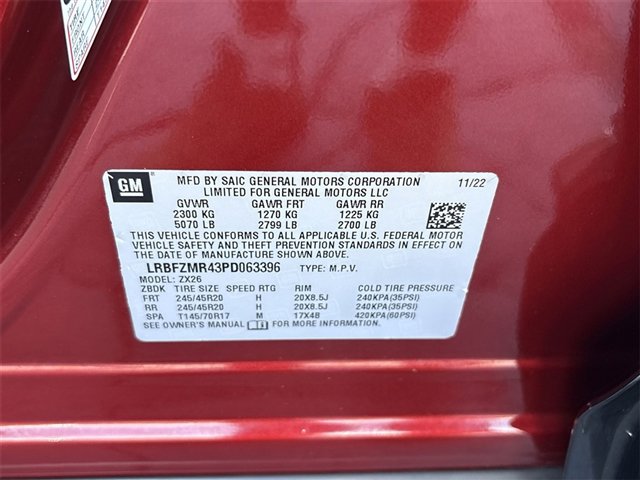 GM
MFD BY SAIC GENERAL MOTORS CORPORATION 11/22
LIMITED FOR GENERAL MOTORS LLC
GVWR GAWR FRT GAWR RR
2300 KG 1270 KG 1225 KG
5070 LB 2799 LB 2700 LB
THIS VEHICLE CONFORMS TO ALL APPLICABLE U.S. FEDERAL MOTOR
VEHICLE SAFETY AND THEFT PREVENTION STANDARDS IN EFFECT ON
THE DATE OF MANUFACTURE SHOWN ABOVE.
LRBFZMR43PD063396 TYPE: M.P.V.
MODEL: ZX26
ZBDK TIRE SIZE SPEED RTG RIM COLD TIRE PRESSURE
FRT 245/45R20 H 20X8.5J 240KPA(35PSI)
RR 245/45R20 H 20X8.5J 240KPA(35PSI)
SPA T145/70R17 M 17X4B 420KPA(60PSI)
SEE OWNER'S MANUAL FOR MORE INFORMATION.